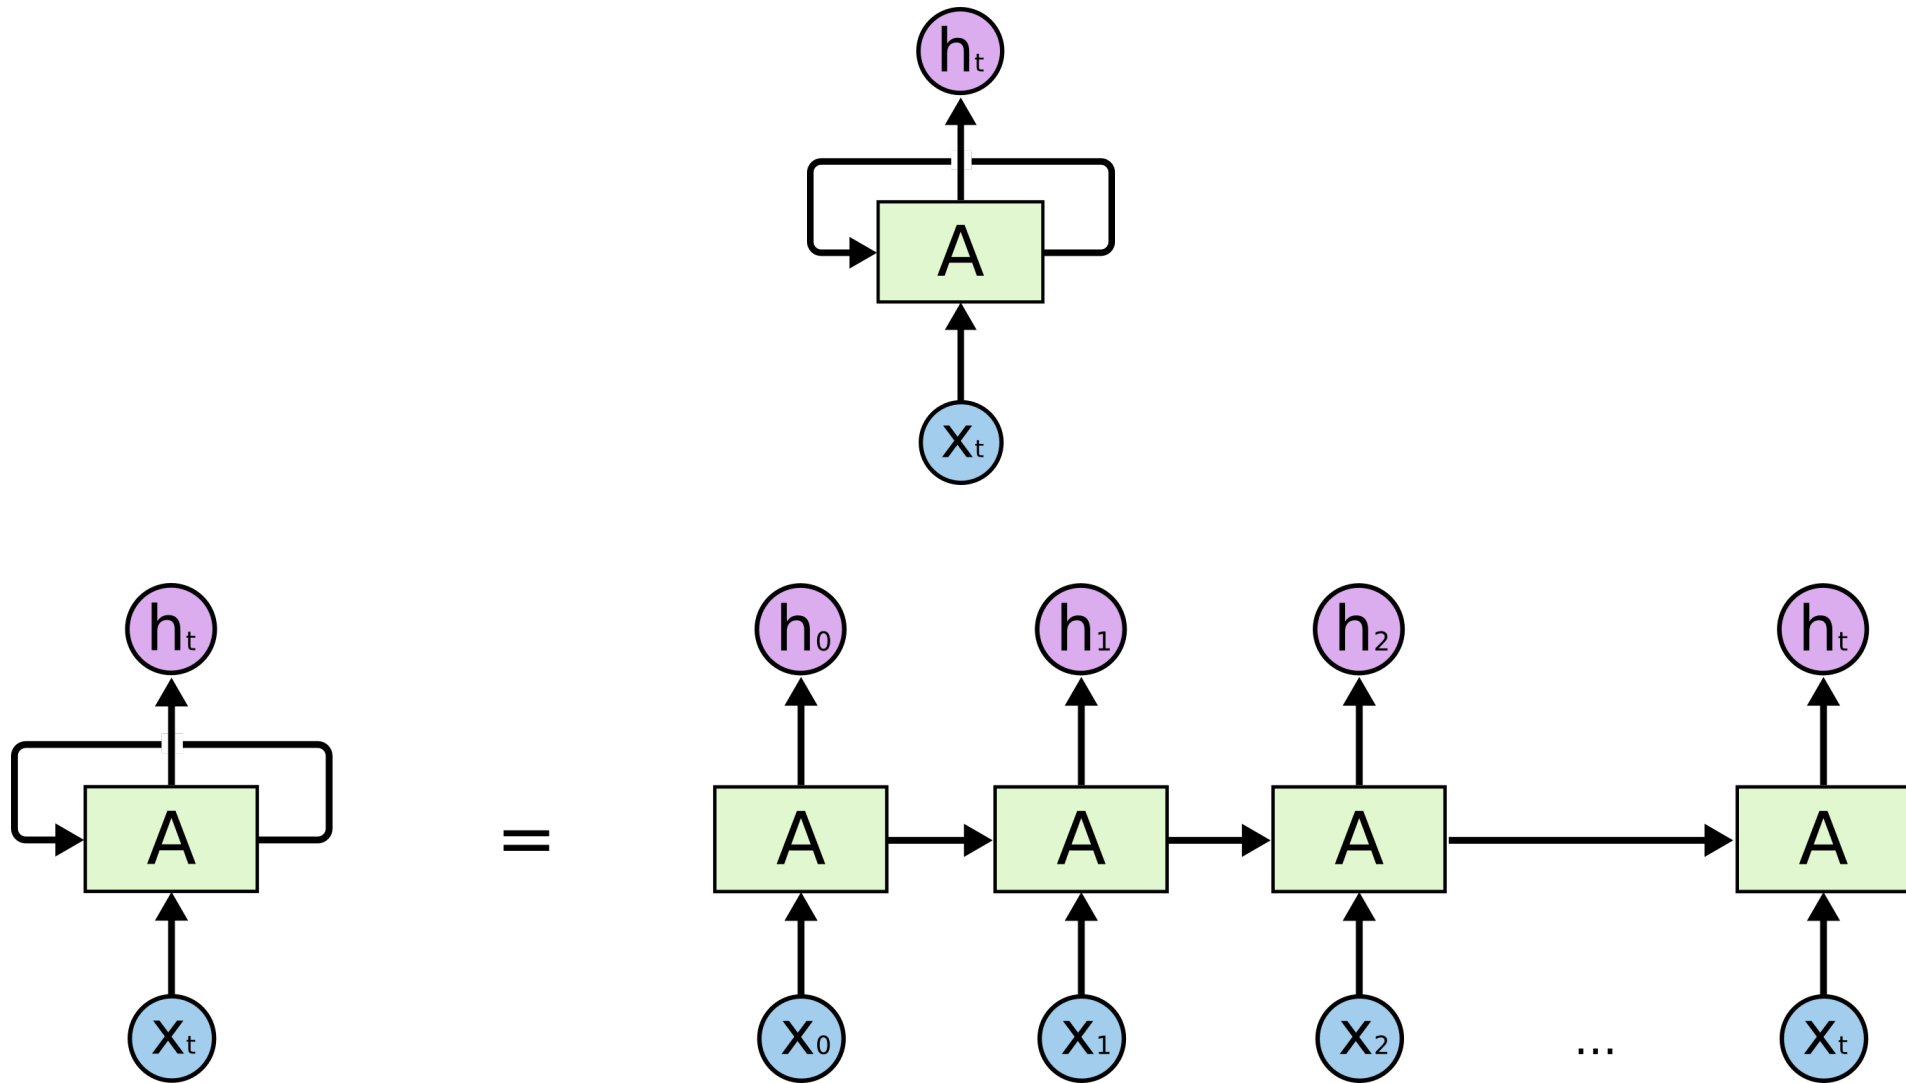 hₜ
A
xₜ
hₜ h₀ h₁ h₂ hₜ
A = A A A A
xₜ x₀ x₁ x₂ ... xₜ